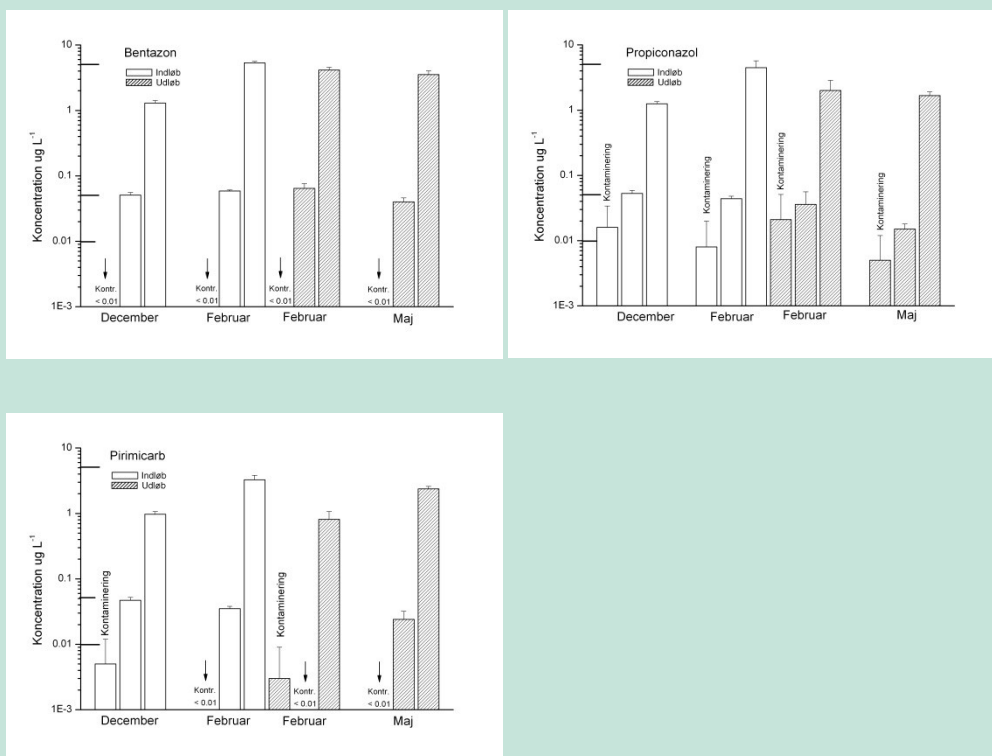 Bentazon
Indløb
Udløb
Koncentration ug L⁻¹
10
1
0.1
0.01
1E-3
Kontr.
< 0.01
Kontr.
< 0.01
Kontr.
< 0.01
Kontr.
< 0.01
December
Februar
Februar
Maj
Propiconazol
Indløb
Udløb
Koncentration ug L⁻¹
10
1
0.1
0.01
1E-3
Kontaminering
Kontaminering
Kontaminering
Kontaminering
December
Februar
Februar
Maj
Pirimicarb
Indløb
Udløb
Koncentration ug L⁻¹
10
1
0.1
0.01
1E-3
Kontaminering
Kontr.
< 0.01
Kontaminering
Kontr.
< 0.01
Kontr.
< 0.01
December
Februar
Februar
Maj